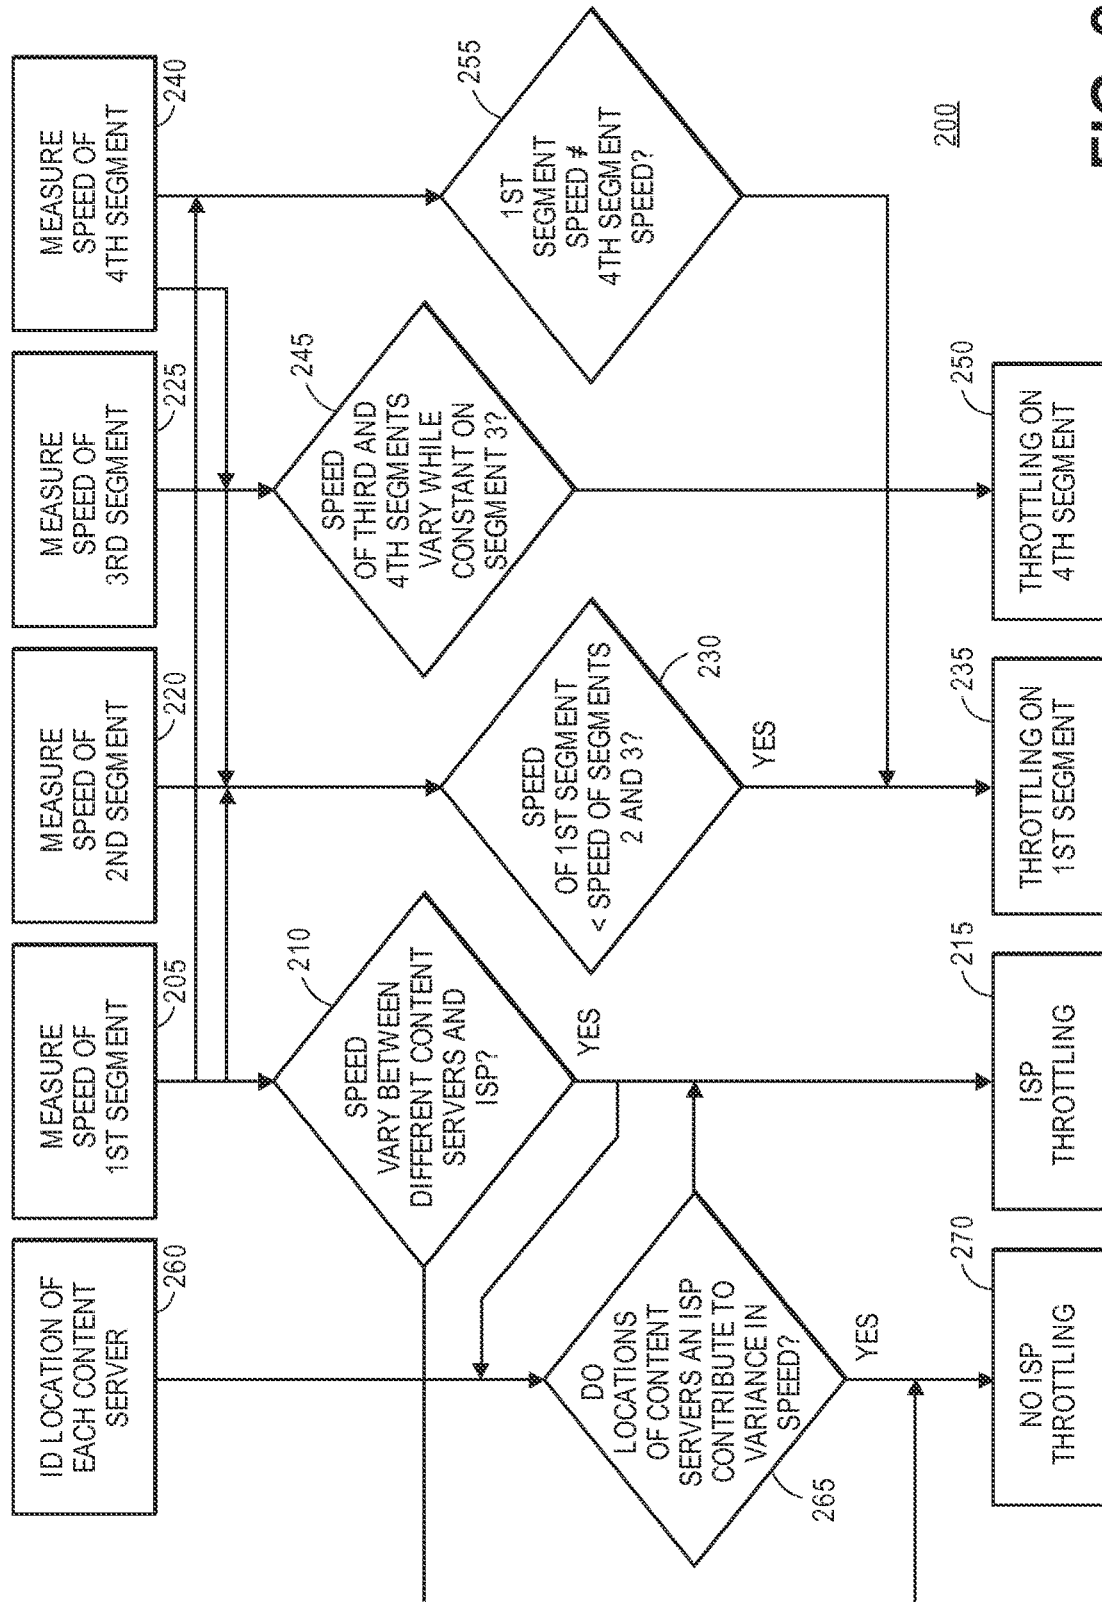 ID LOCATION OF
EACH CONTENT
SERVER
260
MEASURE
SPEED OF
1ST SEGMENT
205
MEASURE
SPEED OF
2ND SEGMENT
220
MEASURE
SPEED OF
3RD SEGMENT
225
MEASURE
SPEED OF
4TH SEGMENT
240
SPEED
VARY BETWEEN
DIFFERENT CONTENT
SERVERS AND
ISP?
210
YES
SPEED
OF THIRD AND
4TH SEGMENTS
VARY WHILE
CONSTANT ON
SEGMENT 3?
245
DO
LOCATIONS
OF CONTENT
SERVERS AN ISP
CONTRIBUTE TO
VARIANCE IN
SPEED?
265
YES
SPEED
OF 1ST SEGMENT
< SPEED OF SEGMENTS
2 AND 3?
230
YES
1ST
SEGMENT
SPEED ≠
4TH SEGMENT
SPEED?
255
NO ISP
THROTTLING
270
ISP
THROTTLING
215
THROTTLING ON
1ST SEGMENT
235
THROTTLING ON
4TH SEGMENT
250
200
FIG.